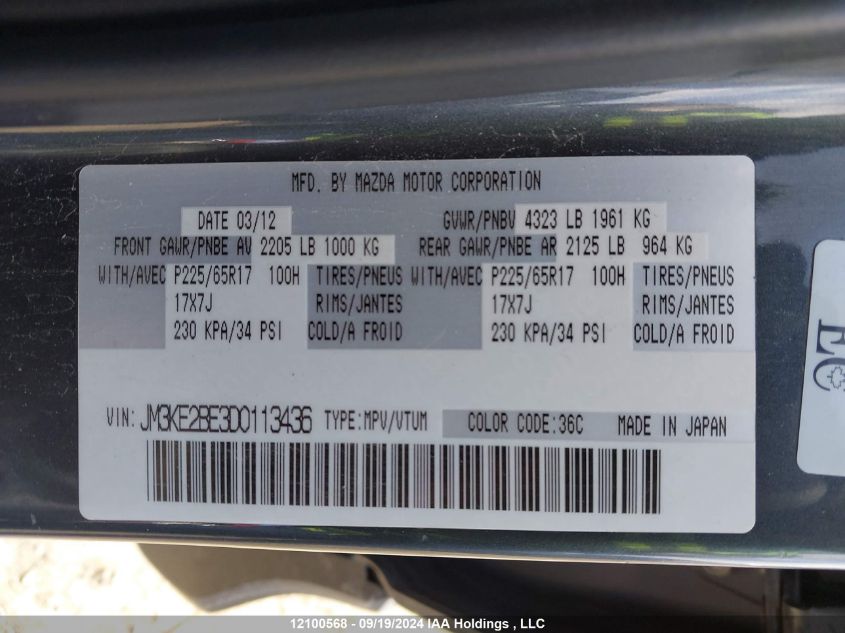 MFD. BY MAZDA MOTOR CORPORATION
DATE 03/12 GVWR/PNBV 4323 LB 1961 KG
FRONT GAWR/PNBE AV 2205 LB 1000 KG REAR GAWR/PNBE AR 2125 LB 964 KG
WITH/AVEC P225/65R17 100H TIRES/PNEUS WITH/AVEC P225/65R17 100H TIRES/PNEUS
17X7J RIMS/JANTES 17X7J RIMS/JANTES
230 KPA/34 PSI COLD/A FROID 230 KPA/34 PSI COLD/A FROID
VIN: JM3KE2BE3D0113436 TYPE:MPV/VTUM COLOR CODE:36C MADE IN JAPAN
EC
12100568 - 09/19/2024 IAA Holdings , LLC